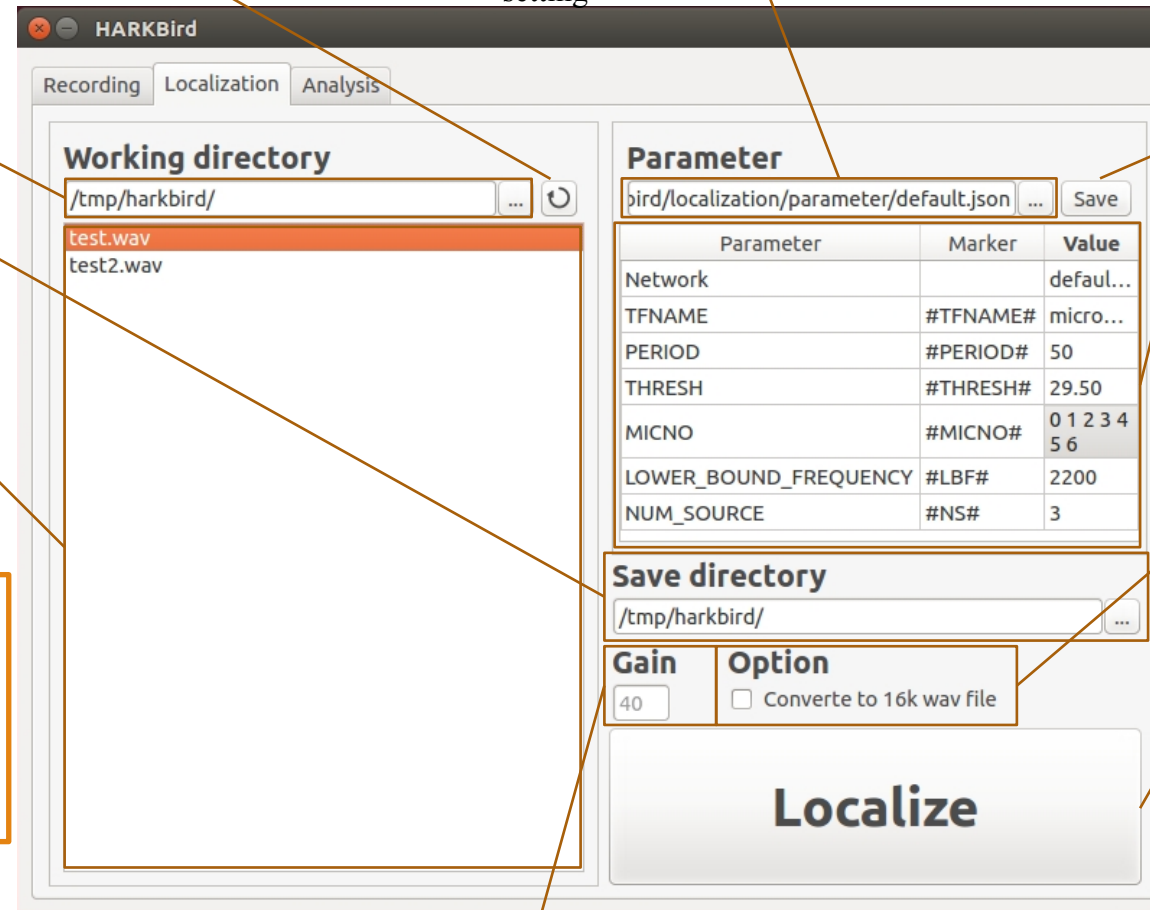 HARKBird
Recording Localization Analysis
Working directory
/tmp/harkbird/ ...
test.wav
test2.wav
Parameter
bird/localization/parameter/default.json ... Save
Parameter Marker Value
Network defaul...
TFNAME #TFNAME# micro...
PERIOD #PERIOD# 50
THRESH #THRESH# 29.50
MICNO #MICNO# 0 1 2 3 4
5 6
LOWER_BOUND_FREQUENCY #LBF# 2200
NUM_SOURCE #NS# 3
Save directory
/tmp/harkbird/ ...
Gain Option
40 Converte to 16k wav file
Localize